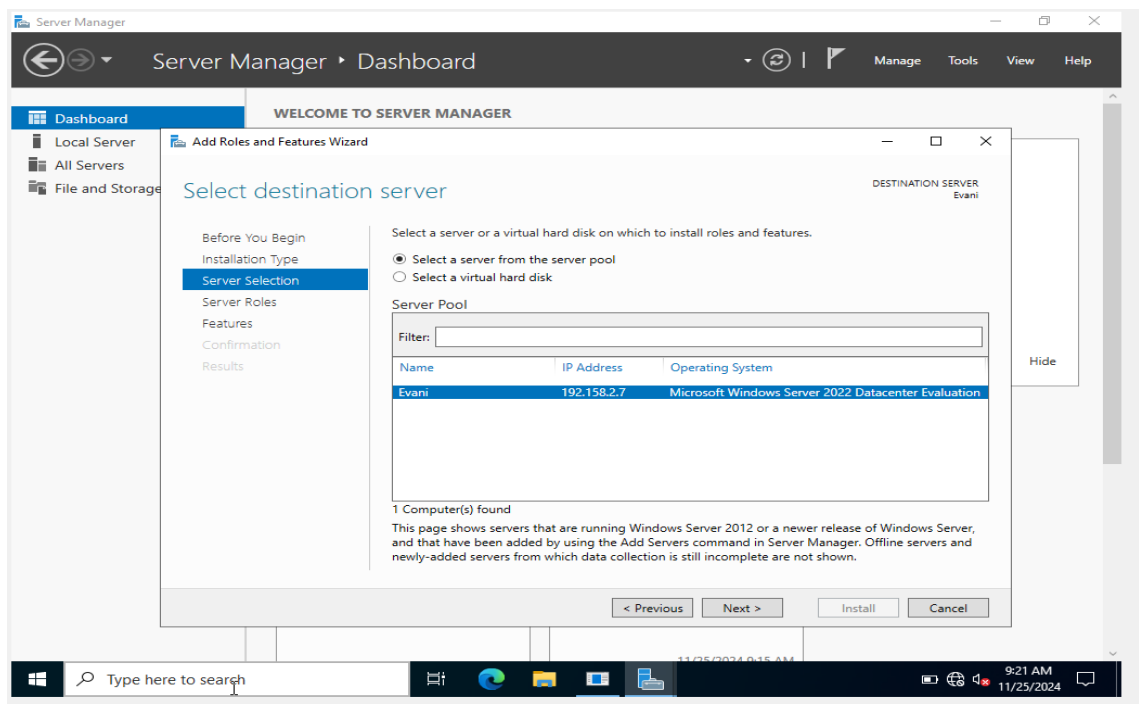 Server Manager
Server Manager ‣ Dashboard
Manage Tools View Help
Dashboard
Local Server
All Servers
File and Storage
WELCOME TO SERVER MANAGER
Add Roles and Features Wizard
Select destination server
DESTINATION SERVER
Evani
Before You Begin
Installation Type
Server Selection
Server Roles
Features
Confirmation
Results
Select a server or a virtual hard disk on which to install roles and features.
Select a server from the server pool
Select a virtual hard disk
Server Pool
Filter:
Name IP Address Operating System
Evani 192.158.2.7 Microsoft Windows Server 2022 Datacenter Evaluation
1 Computer(s) found
This page shows servers that are running Windows Server 2012 or a newer release of Windows Server,
and that have been added by using the Add Servers command in Server Manager. Offline servers and
newly-added servers from which data collection is still incomplete are not shown.
< Previous Next > Install Cancel
Hide
11/25/2024 9:15 AM
Type here to search
9:21 AM
11/25/2024